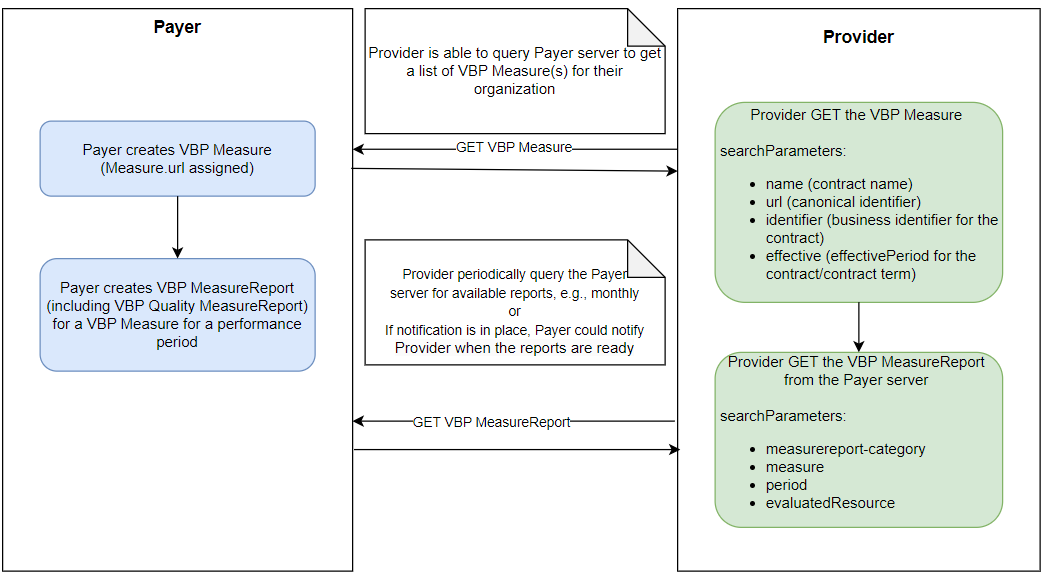 Payer
Payer creates VBP Measure
(Measure.url assigned)
Payer creates VBP MeasureReport
(including VBP Quality MeasureReport)
for a VBP Measure for a performance
period
Provider is able to query Payer server to get
a list of VBP Measure(s) for their
organization
GET VBP Measure
Provider periodically query the Payer
server for available reports, e.g., monthly
or
If notification is in place, Payer could notify
Provider when the reports are ready
GET VBP MeasureReport
Provider
Provider GET the VBP Measure
searchParameters:
• name (contract name)
• url (canonical identifier)
• identifier (business identifier for the
contract)
• effective (effectivePeriod for the
contract/contract term)
Provider GET the VBP MeasureReport
from the Payer server
searchParameters:
• measurereport-category
• measure
• period
• evaluatedResource